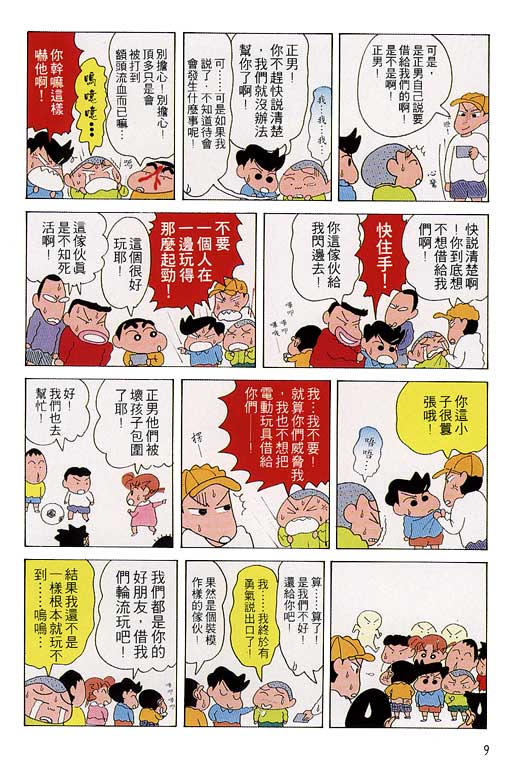 可是，
是正男自己說要
借給我們的啊！
是不是啊！
正男！
心驚
我…我…我…
正男！
你不趕快說清楚
，我們就沒辦法
幫你了啊！
可……可是如果我
說了，不知道待會
會發生什麼事呢！
別擔心！別擔心！
頂多只是會
被打到
額頭流血而已嘛…
嗚噫噫…
你幹嘛這樣
嚇他啊！
快說清楚啊
！你到底想
不想借給我
們啊！
快住手！
你這傢伙給
我閃邊去！
不要
一個人在
一邊玩得
那麼起勁！
這個很好
玩耶！
這傢伙真
是不知死
活啊！
你這小
子很囂
張哦！
唔唔…
我…我不要！
就算你們威脅我
，我也不想把
電動玩具借給
你們——！
愕—
正男他們被
壞孩子包圍
了耶！
好！
我們也去
幫忙！
算……算了！
是我們不好！
還給你吧！
我……我終於有
勇氣說出口了！
果然是個裝模
作樣的傢伙！
我們都是你的
好朋友，借我
們輪流玩吧！
結果我還不是
一樣根本就玩不
到……嗚嗚…
9